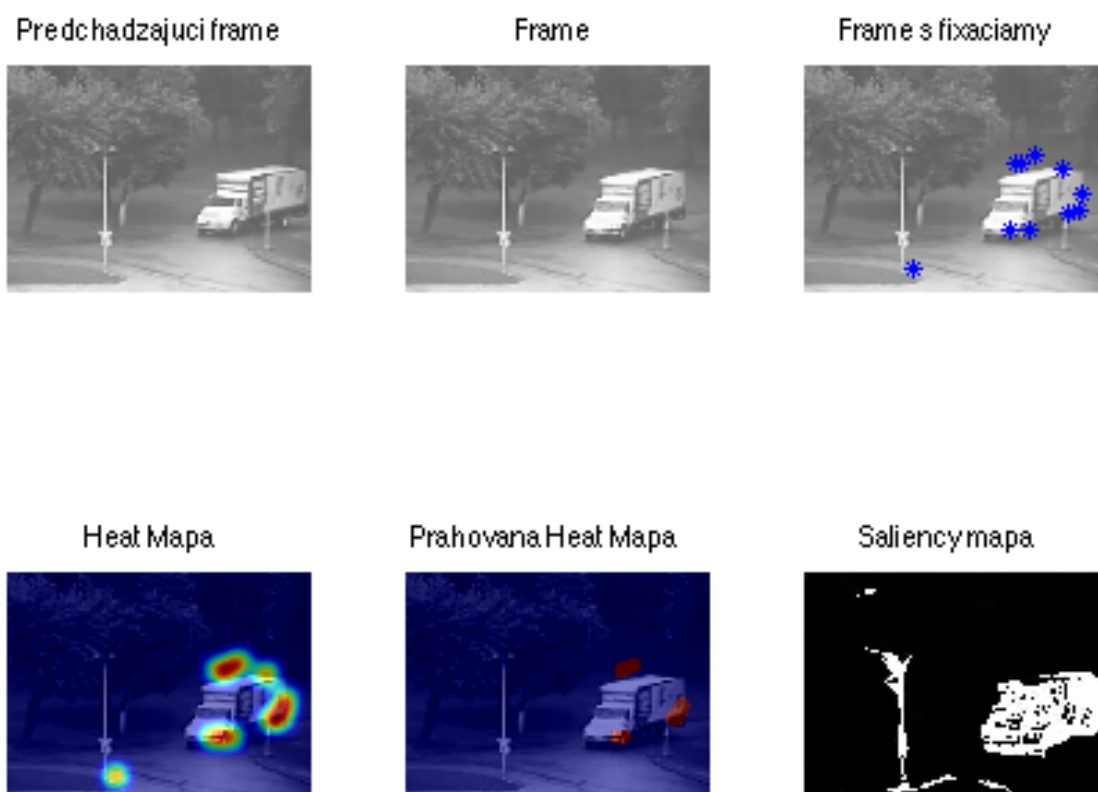 Predchadzajuci frame
Frame
Frame s fixaciamy
Heat Mapa
Prahovana Heat Mapa
Saliency mapa